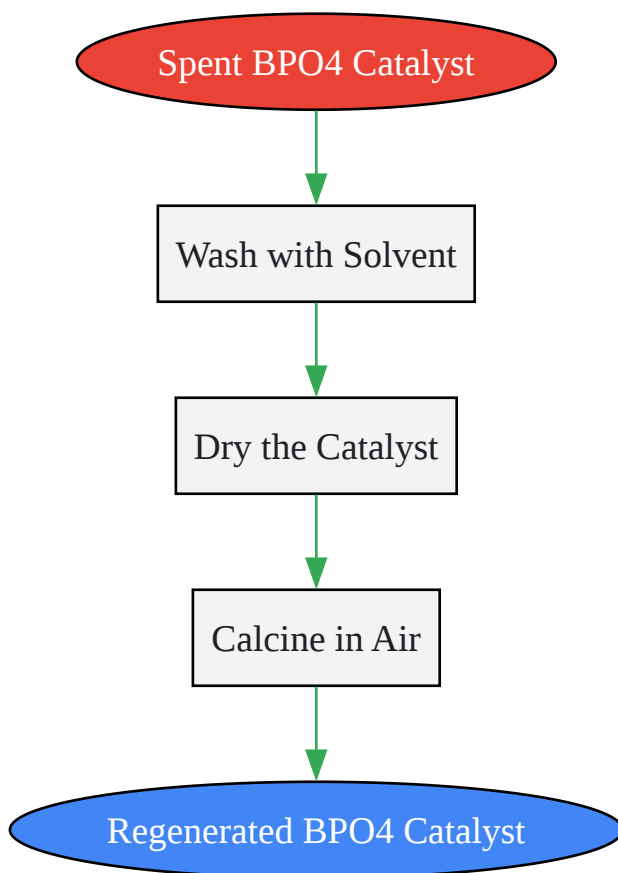 Spent BPO4 Catalyst
Wash with Solvent
Dry the Catalyst
Calcine in Air
Regenerated BPO4 Catalyst